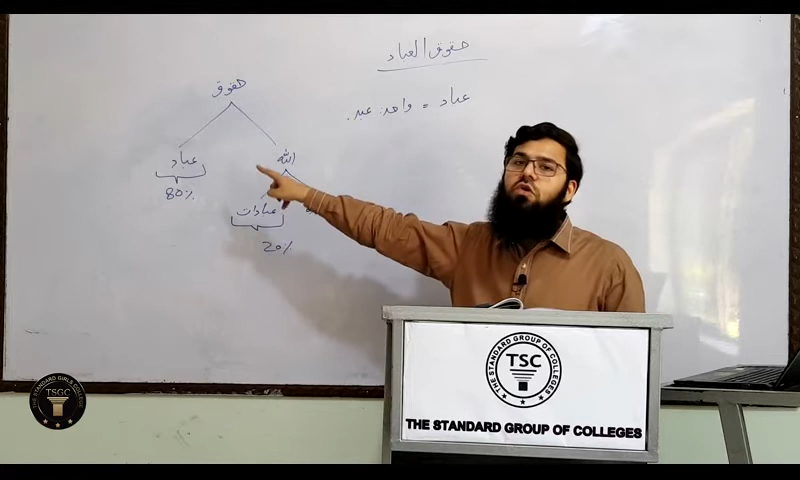 حقوق العباد
عباد = واحد: عبد.
حقوق
اللہ
عباد
80%
عبادات
20%
THE STANDARD GROUP OF COLLEGES
TSC
THE STANDARD GROUP OF COLLEGES
THE STANDARD GIRLS COLLEGE
TSGC